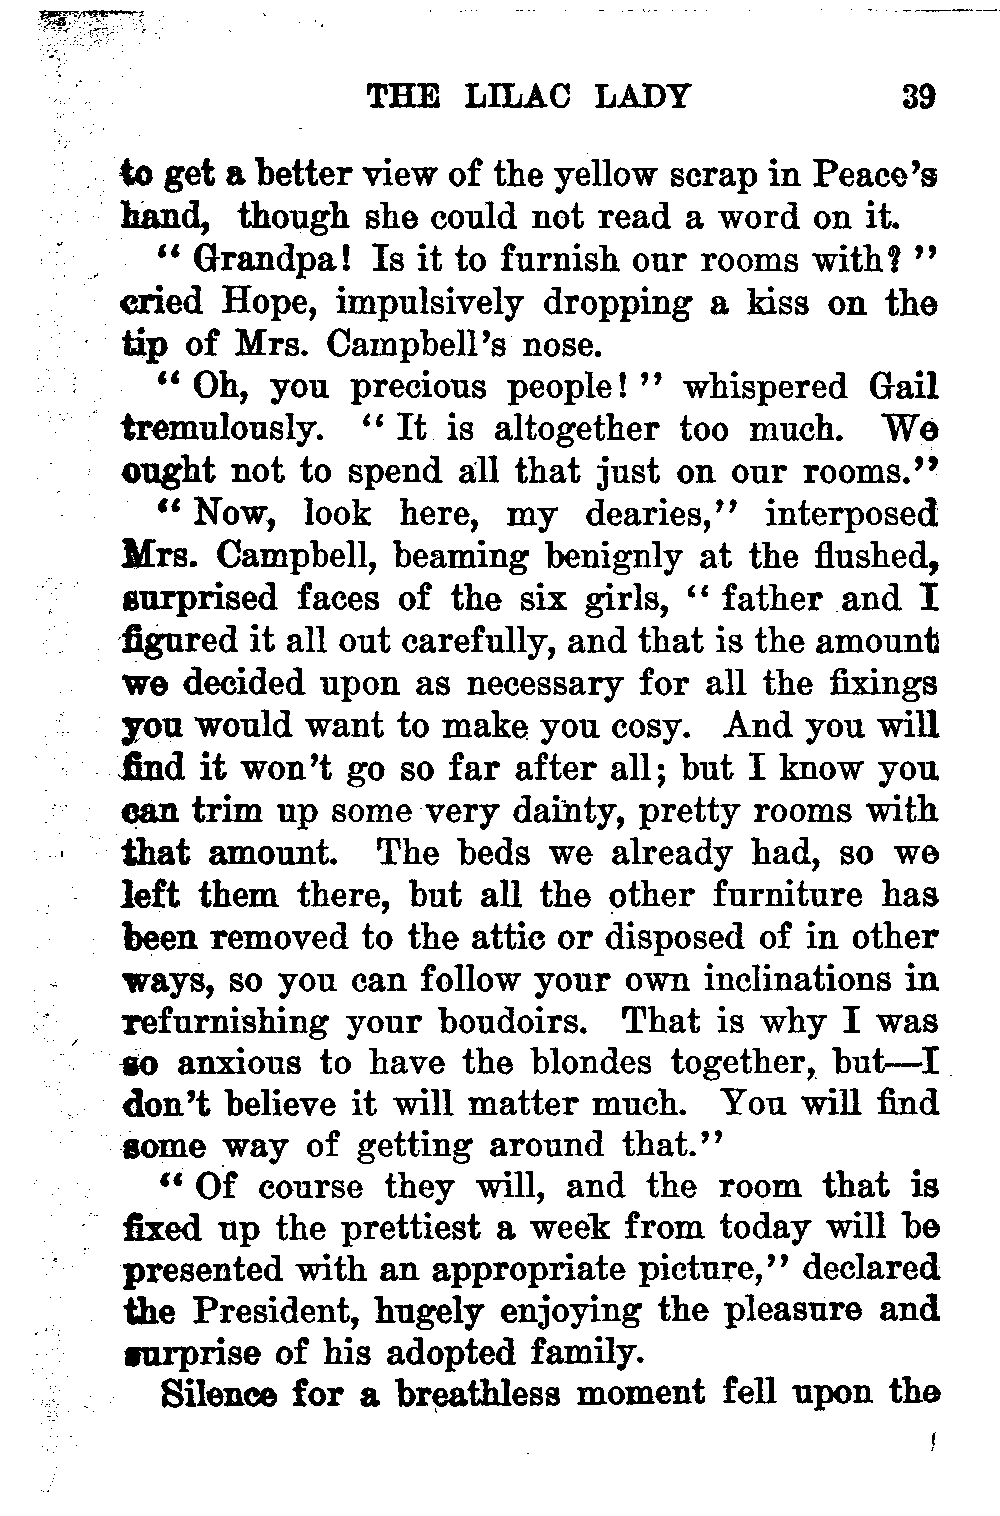 THE LILAC LADY 39
to get a better view of the yellow scrap in Peace's
hand, though she could not read a word on it.
" Grandpa! Is it to furnish our rooms with? "
cried Hope, impulsively dropping a kiss on the
tip of Mrs. Campbell's nose.
" Oh, you precious people! " whispered Gail
tremulously. " It is altogether too much. We
ought not to spend all that just on our rooms."
" Now, look here, my dearies," interposed
Mrs. Campbell, beaming benignly at the flushed,
surprised faces of the six girls, " father and I
figured it all out carefully, and that is the amount
we decided upon as necessary for all the fixings
you would want to make you cosy. And you will
find it won't go so far after all; but I know you
can trim up some very dainty, pretty rooms with
that amount. The beds we already had, so we
left them there, but all the other furniture has
been removed to the attic or disposed of in other
ways, so you can follow your own inclinations in
refurnishing your boudoirs. That is why I was
so anxious to have the blondes together, but—I
don't believe it will matter much. You will find
some way of getting around that."
" Of course they will, and the room that is
fixed up the prettiest a week from today will be
presented with an appropriate picture," declared
the President, hugely enjoying the pleasure and
surprise of his adopted family.
Silence for a breathless moment fell upon the